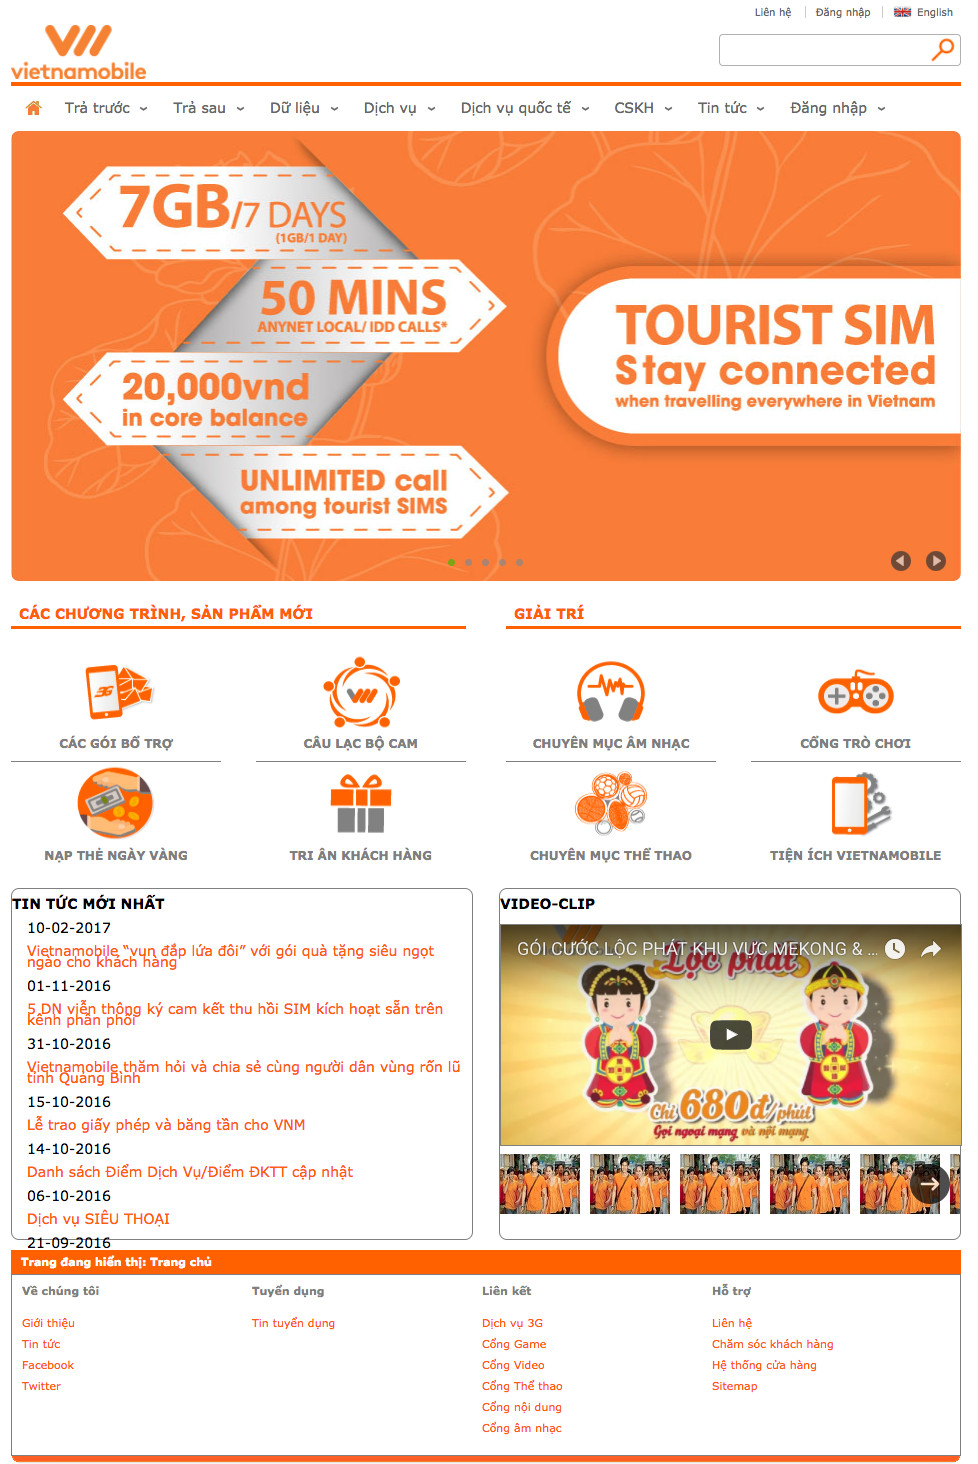 Liên hệ
Đăng nhập
English
vietnamobile
Trả trước
Trả sau
Dữ liệu
Dịch vụ
Dịch vụ quốc tế
CSKH
Tin tức
Đăng nhập
7GB/7 DAYS
(1GB/1 DAY)
50 MINS
ANYNET LOCAL/ IDD CALLS*
20,000vnd
in core balance
UNLIMITED call
among tourist SIMS
TOURIST SIM
Stay connected
when travelling everywhere in Vietnam
CÁC CHƯƠNG TRÌNH, SẢN PHẨM MỚI
3G
CÁC GÓI BỔ TRỢ
CÂU LẠC BỘ CAM
NẠP THẺ NGÀY VÀNG
TRI ÂN KHÁCH HÀNG
GIẢI TRÍ
CHUYÊN MỤC ÂM NHẠC
CỔNG TRÒ CHƠI
CHUYÊN MỤC THỂ THAO
TIỆN ÍCH VIETNAMOBILE
TIN TỨC MỚI NHẤT
10-02-2017
Vietnamobile “vun đắp lứa đôi” với gói quà tặng siêu ngọt
ngào cho khách hàng
01-11-2016
5 DN viễn thông ký cam kết thu hồi SIM kích hoạt sẵn trên
kênh phân phối
31-10-2016
Vietnamobile thăm hỏi và chia sẻ cùng người dân vùng rốn lũ
tỉnh Quảng Bình
15-10-2016
Lễ trao giấy phép và băng tần cho VNM
14-10-2016
Danh sách Điểm Dịch Vụ/Điểm ĐKTT cập nhật
06-10-2016
Dịch vụ SIÊU THOẠI
21-09-2016
VIDEO-CLIP
GÓI CƯỚC LỘC PHÁT KHU VỰC MEKONG & ...
Lộc phát
Chỉ 680đ/phút
Gọi ngoại mạng và nội mạng
Trang đang hiển thị: Trang chủ
Về chúng tôi
Giới thiệu
Tin tức
Facebook
Twitter
Tuyển dụng
Tin tuyển dụng
Liên kết
Dịch vụ 3G
Cổng Game
Cổng Video
Cổng Thể thao
Cổng nội dung
Cổng âm nhạc
Hỗ trợ
Liên hệ
Chăm sóc khách hàng
Hệ thống cửa hàng
Sitemap